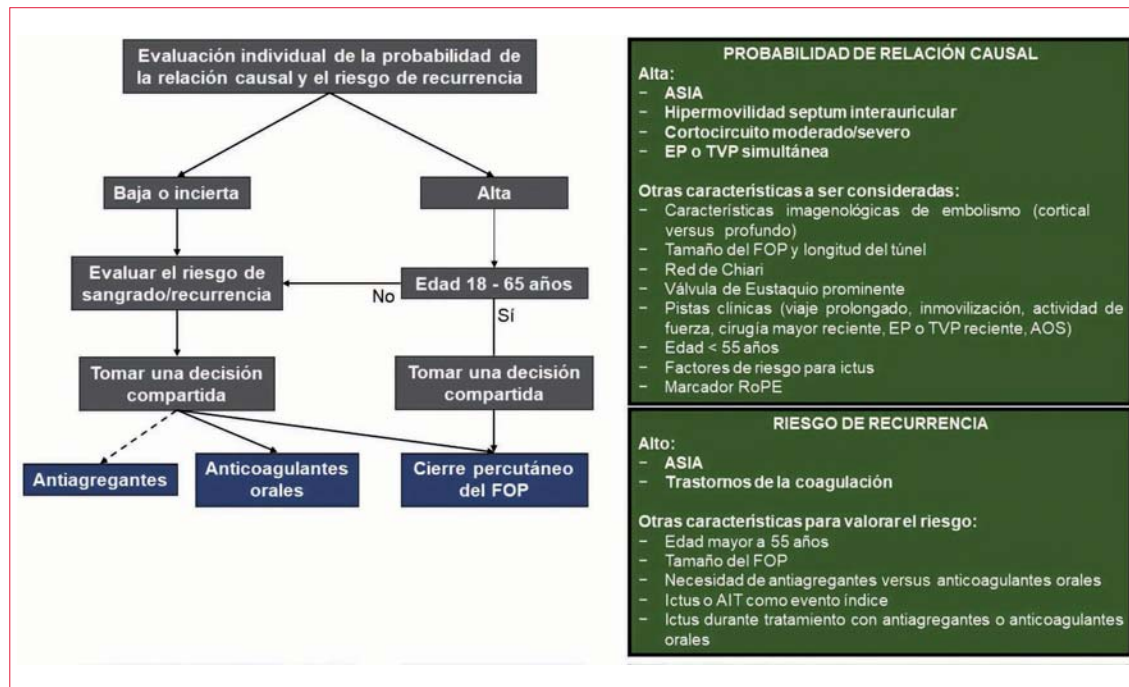 Evaluación individual de la probabilidad de
la relación causal y el riesgo de recurrencia
Baja o incierta
Alta
Evaluar el riesgo de
sangrado/recurrencia
No
Edad 18 - 65 años
Sí
Tomar una decisión
compartida
Tomar una decisión
compartida
Antiagregantes
Anticoagulantes
orales
Cierre percutáneo
del FOP
PROBABILIDAD DE RELACIÓN CAUSAL
Alta:
− ASIA
− Hipermovilidad septum interauricular
− Cortocircuito moderado/severo
− EP o TVP simultánea
Otras características a ser consideradas:
− Características imagenológicas de embolismo (cortical
versus profundo)
− Tamaño del FOP y longitud del túnel
− Red de Chiari
− Válvula de Eustaquio prominente
− Pistas clínicas (viaje prolongado, inmovilización, actividad de
fuerza, cirugía mayor reciente, EP o TVP reciente, AOS)
− Edad < 55 años
− Factores de riesgo para ictus
− Marcador RoPE
RIESGO DE RECURRENCIA
Alto:
− ASIA
− Trastornos de la coagulación
Otras características para valorar el riesgo:
− Edad mayor a 55 años
− Tamaño del FOP
− Necesidad de antiagregantes versus anticoagulantes orales
− Ictus o AIT como evento índice
− Ictus durante tratamiento con antiagregantes o anticoagulantes
orales